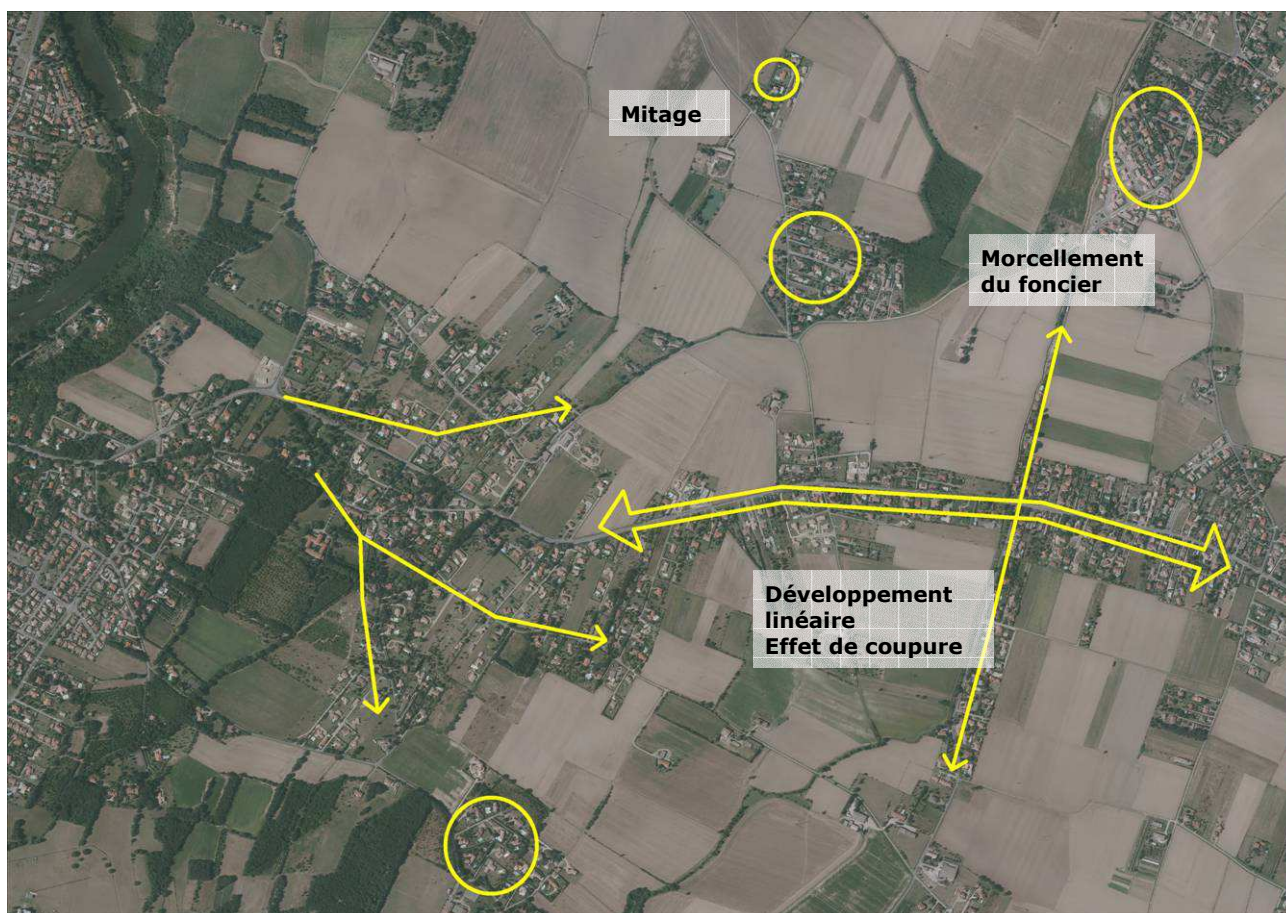 Mitage
Morcellement
du foncier
Développement
linéaire
Effet de coupure